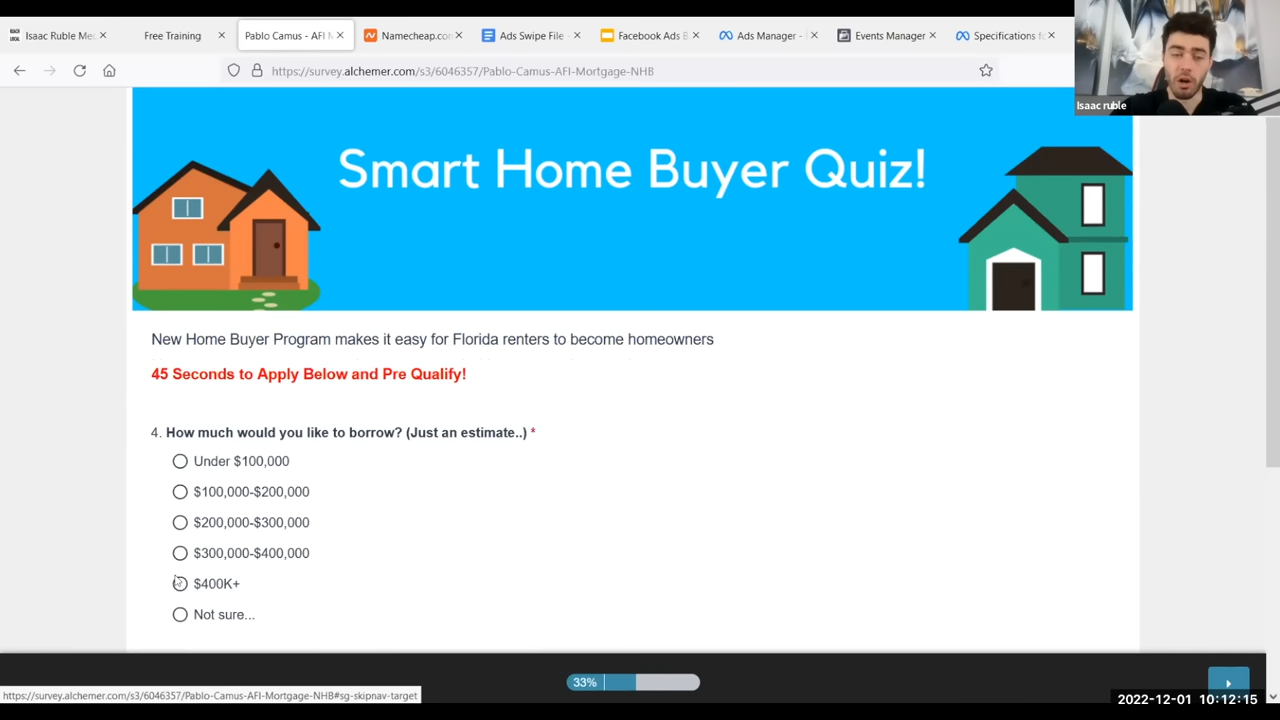 Isaac Ruble Me
Free Training
Pablo Camus - AFI M
Namecheap.co
Ads Swipe File -
Facebook Ads B
Ads Manager -
Events Manager
Specifications fo
https://survey.alchemer.com/s3/6046357/Pablo-Camus-AFI-Mortgage-NHB
Isaac ruble
Smart Home Buyer Quiz!
New Home Buyer Program makes it easy for Florida renters to become homeowners
45 Seconds to Apply Below and Pre Qualify!
4. How much would you like to borrow? (Just an estimate..) *
Under $100,000
$100,000-$200,000
$200,000-$300,000
$300,000-$400,000
$400K+
Not sure...
33%
https://survey.alchemer.com/s3/6046357/Pablo-Camus-AFI-Mortgage-NHB#sg-skipnav-target
2022-12-01 10:12:15